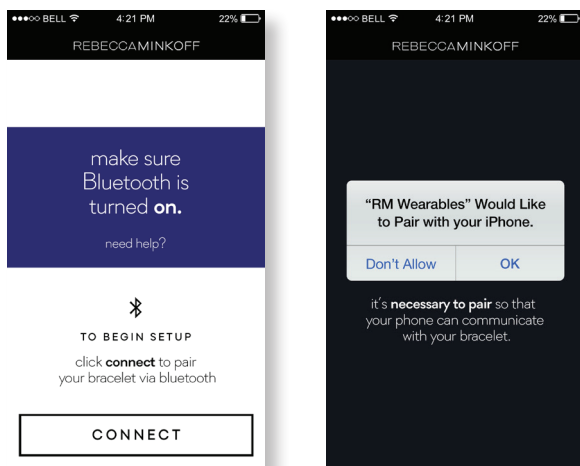 BELL 4:21 PM 22%
REBECCAMINKOFF
make sure
Bluetooth is
turned on.
need help?
TO BEGIN SETUP
click connect to pair
your bracelet via bluetooth
CONNECT
BELL 4:21 PM 22%
REBECCAMINKOFF
“RM Wearables” Would Like
to Pair with your iPhone.
Don’t Allow OK
it’s necessary to pair so that
your phone can communicate
with your bracelet.